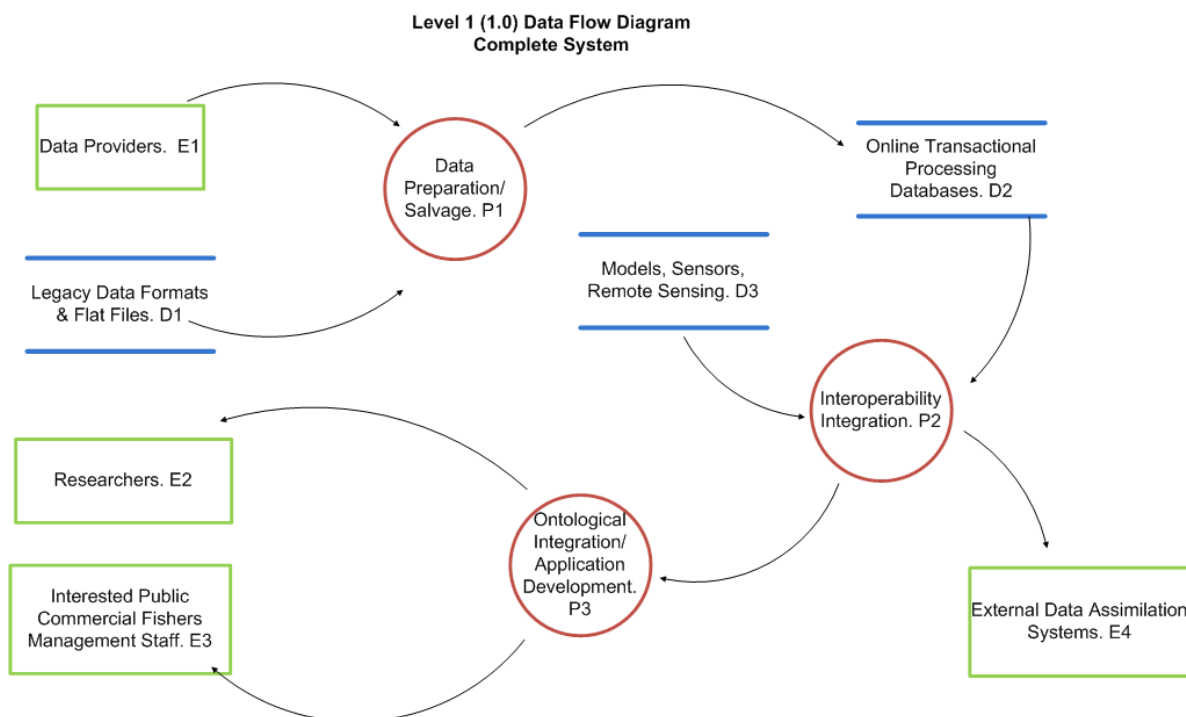 Level 1 (1.0) Data Flow Diagram
Complete System
Data Providers. E1
Data
Preparation/
Salvage. P1
Online Transactional
Processing
Databases. D2
Legacy Data Formats
& Flat Files. D1
Models, Sensors,
Remote Sensing. D3
Interoperability
Integration. P2
Researchers. E2
Ontological
Integration/
Application
Development.
P3
Interested Public
Commercial Fishers
Management Staff. E3
External Data Assimilation
Systems. E4